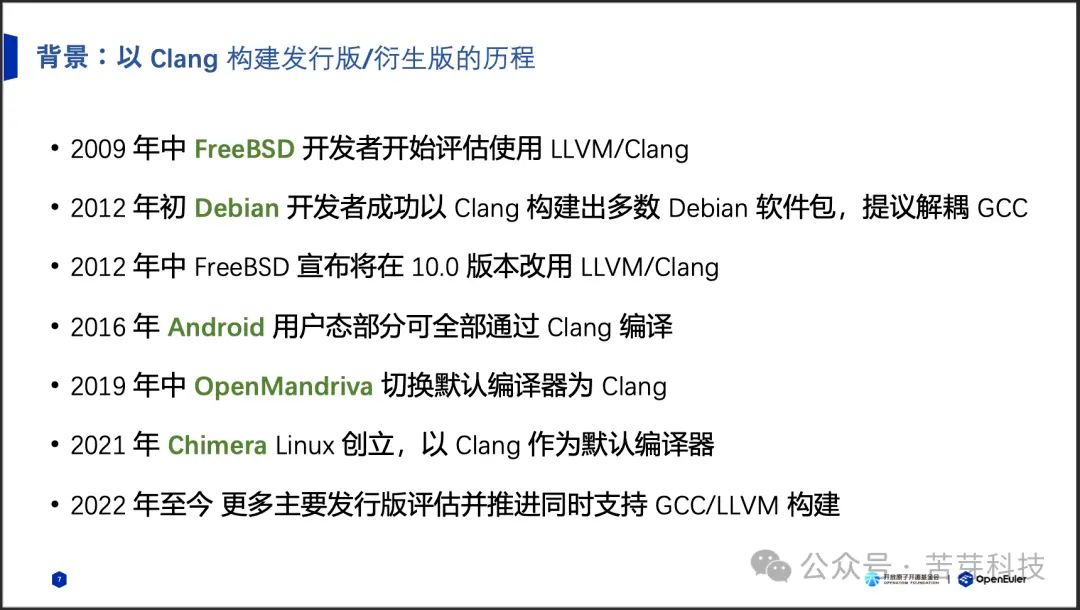 背景：以 Clang 构建发行版/衍生版的历程
• 2009 年中 FreeBSD 开发者开始评估使用 LLVM/Clang
• 2012 年初 Debian 开发者成功以 Clang 构建出多数 Debian 软件包，提议解耦 GCC
• 2012 年中 FreeBSD 宣布将在 10.0 版本改用 LLVM/Clang
• 2016 年 Android 用户态部分可全部通过 Clang 编译
• 2019 年中 OpenMandriva 切换默认编译器为 Clang
• 2021 年 Chimera Linux 创立，以 Clang 作为默认编译器
• 2022 年至今 更多主要发行版评估并推进同时支持 GCC/LLVM 构建
7
公众号 · 苦芽科技
开放原子开源基金会
OPENATOM FOUNDATION
OpenEuler